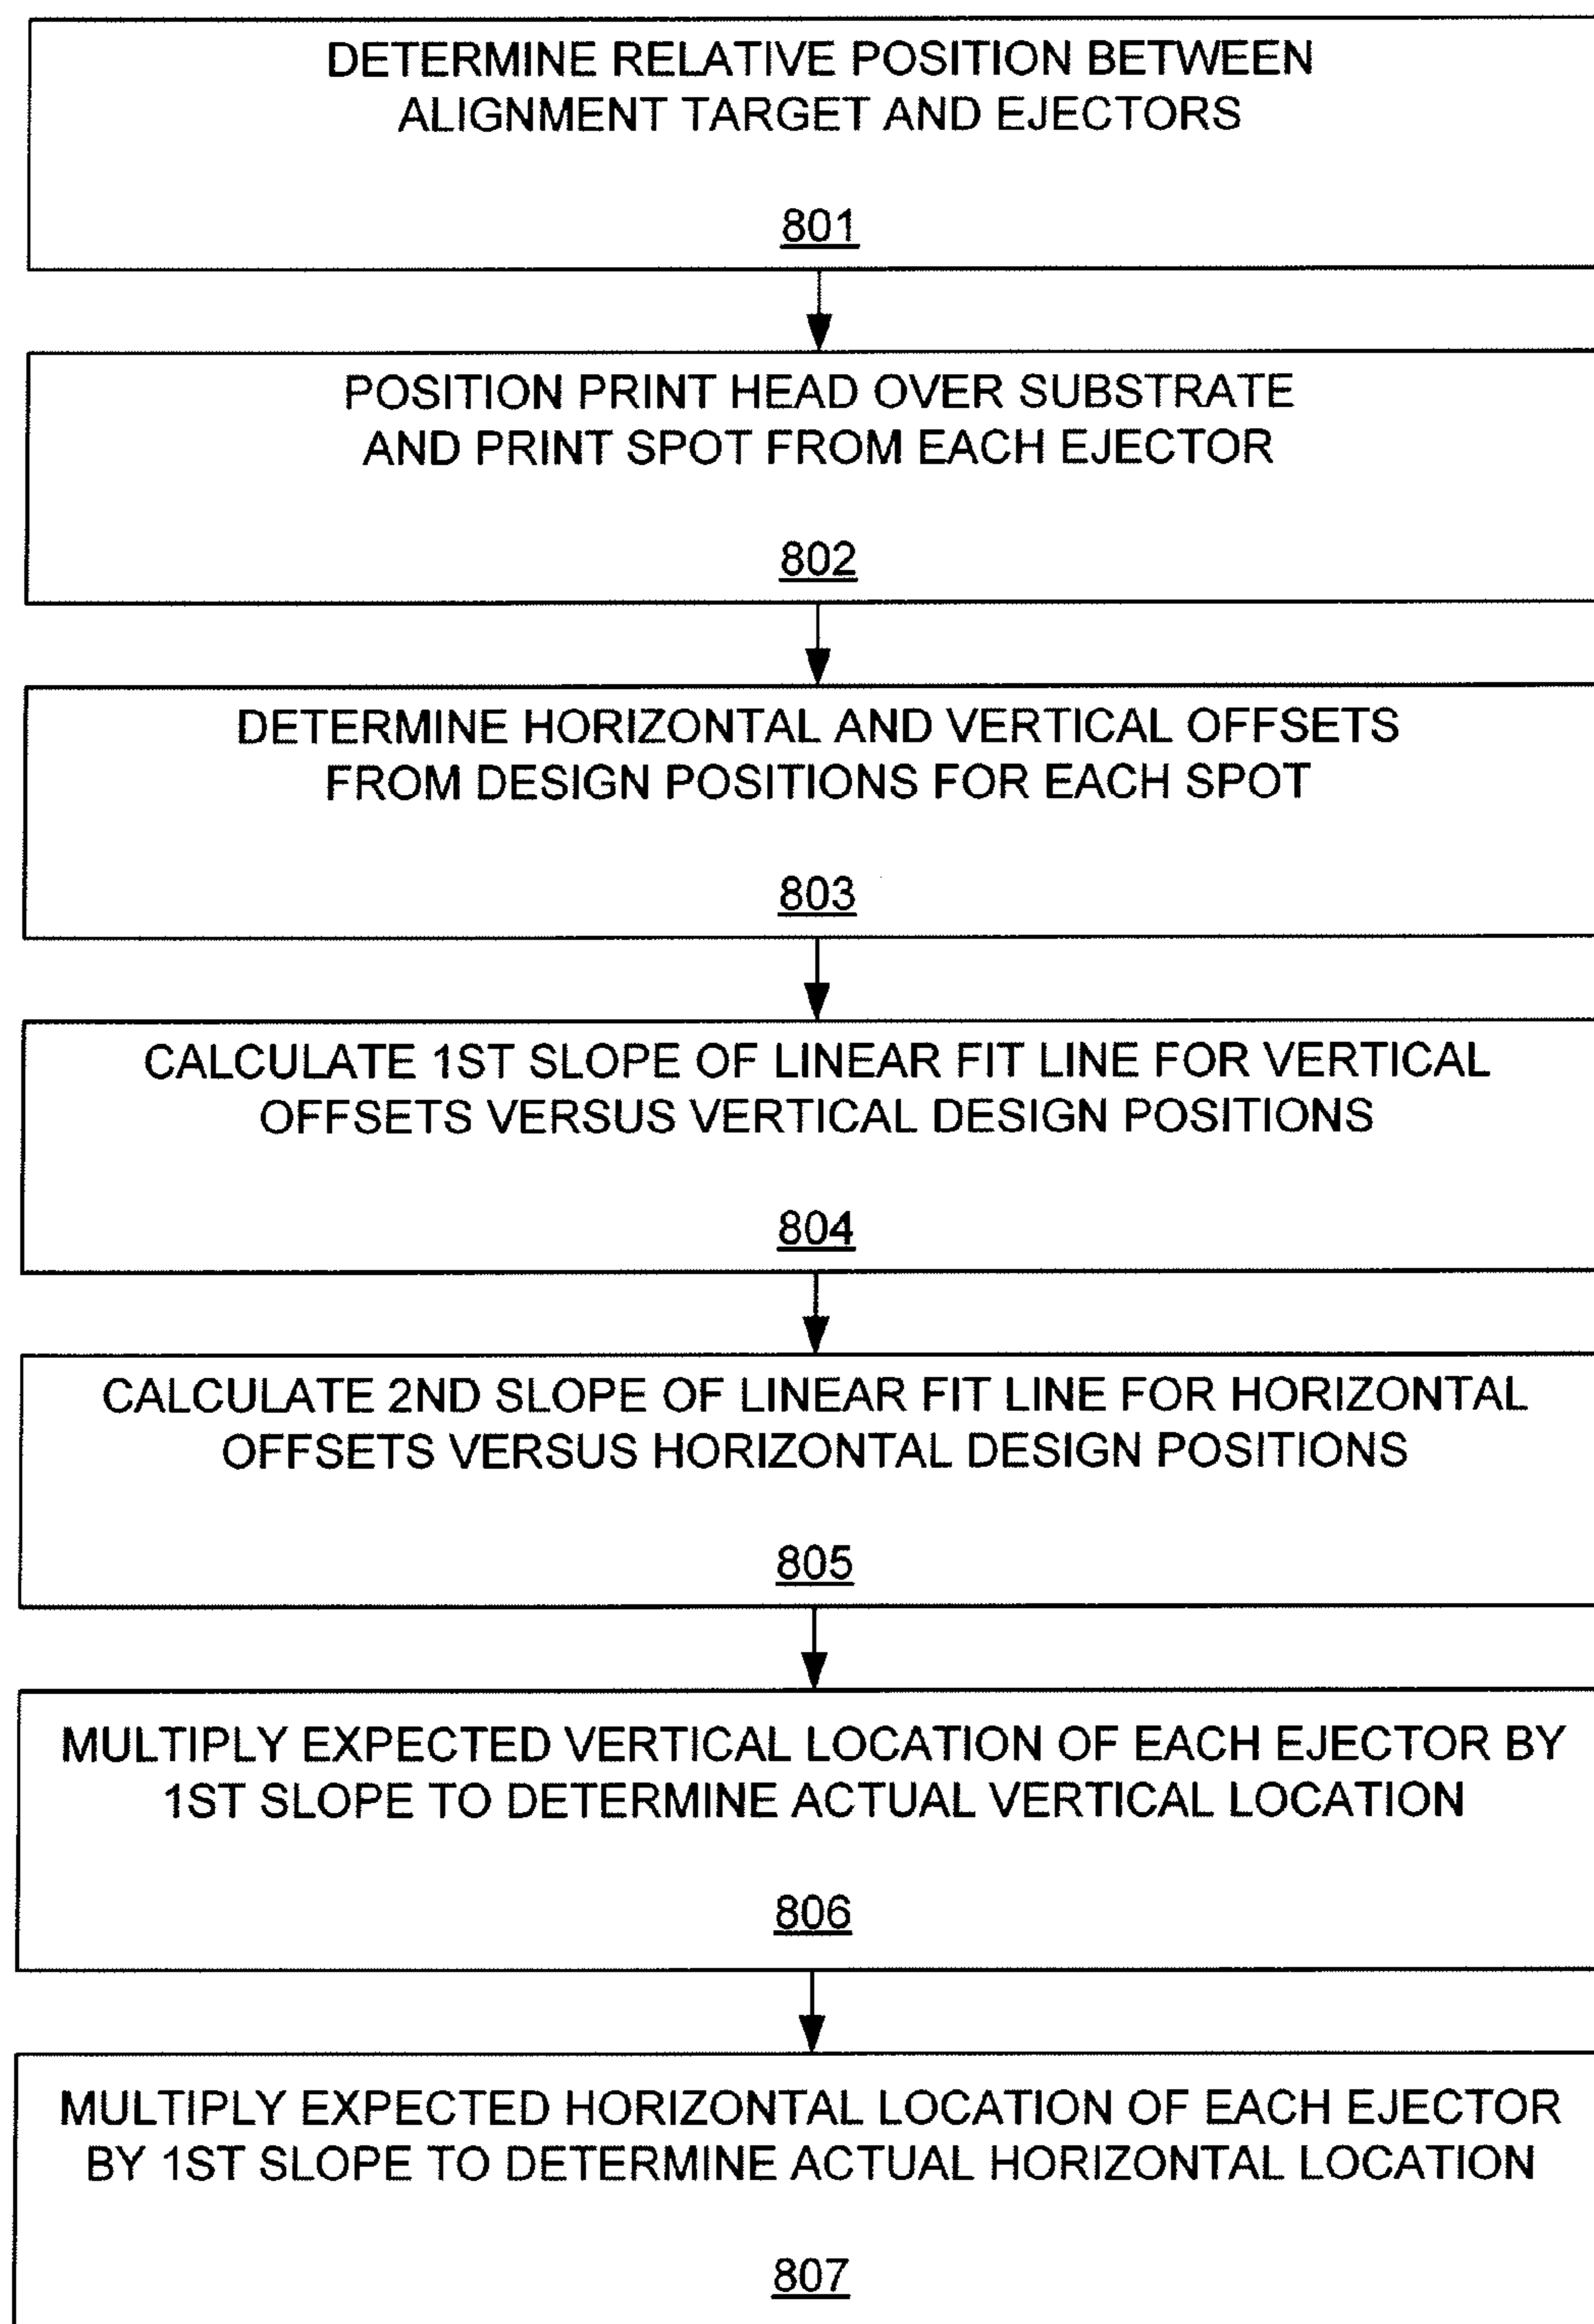 DETERMINE RELATIVE POSITION BETWEEN
ALIGNMENT TARGET AND EJECTORS
801
POSITION PRINT HEAD OVER SUBSTRATE
AND PRINT SPOT FROM EACH EJECTOR
802
DETERMINE HORIZONTAL AND VERTICAL OFFSETS
FROM DESIGN POSITIONS FOR EACH SPOT
803
CALCULATE 1ST SLOPE OF LINEAR FIT LINE FOR VERTICAL
OFFSETS VERSUS VERTICAL DESIGN POSITIONS
804
CALCULATE 2ND SLOPE OF LINEAR FIT LINE FOR HORIZONTAL
OFFSETS VERSUS HORIZONTAL DESIGN POSITIONS
805
MULTIPLY EXPECTED VERTICAL LOCATION OF EACH EJECTOR BY
1ST SLOPE TO DETERMINE ACTUAL VERTICAL LOCATION
806
MULTIPLY EXPECTED HORIZONTAL LOCATION OF EACH EJECTOR
BY 1ST SLOPE TO DETERMINE ACTUAL HORIZONTAL LOCATION
807